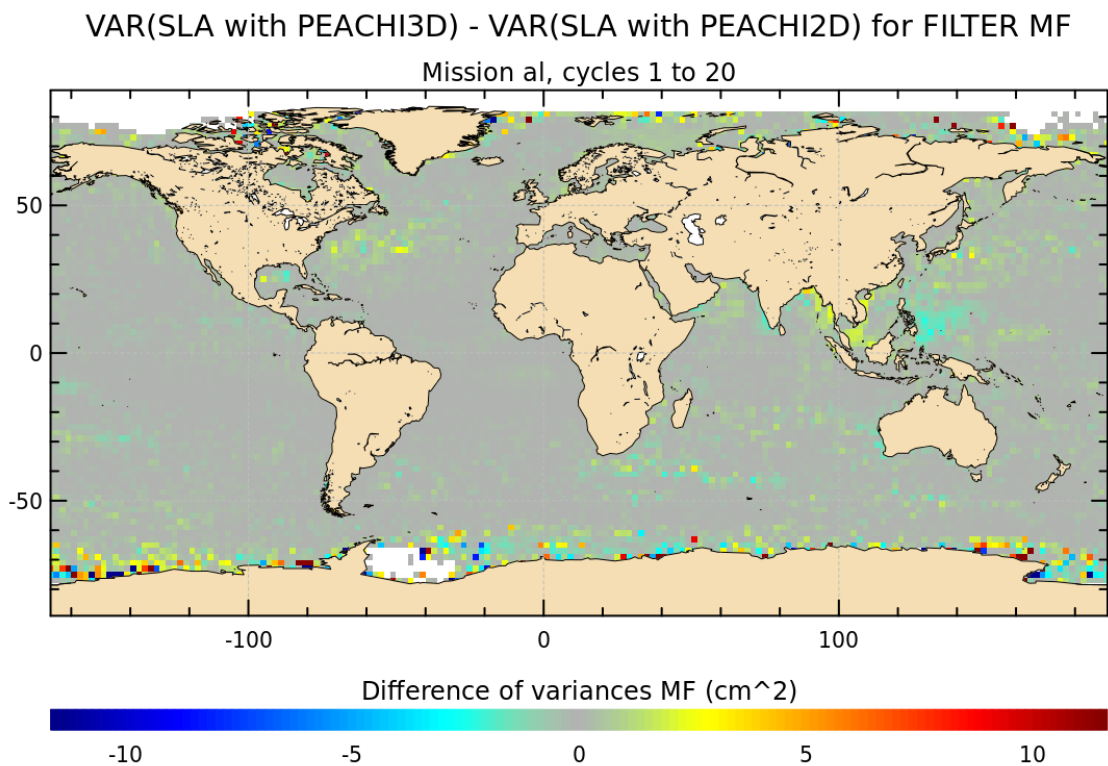 VAR(SLA with PEACHI3D) - VAR(SLA with PEACHI2D) for FILTER MF
Mission al, cycles 1 to 20
50
0
-50
-100 0 100
Difference of variances MF (cm^2)
-10 -5 0 5 10